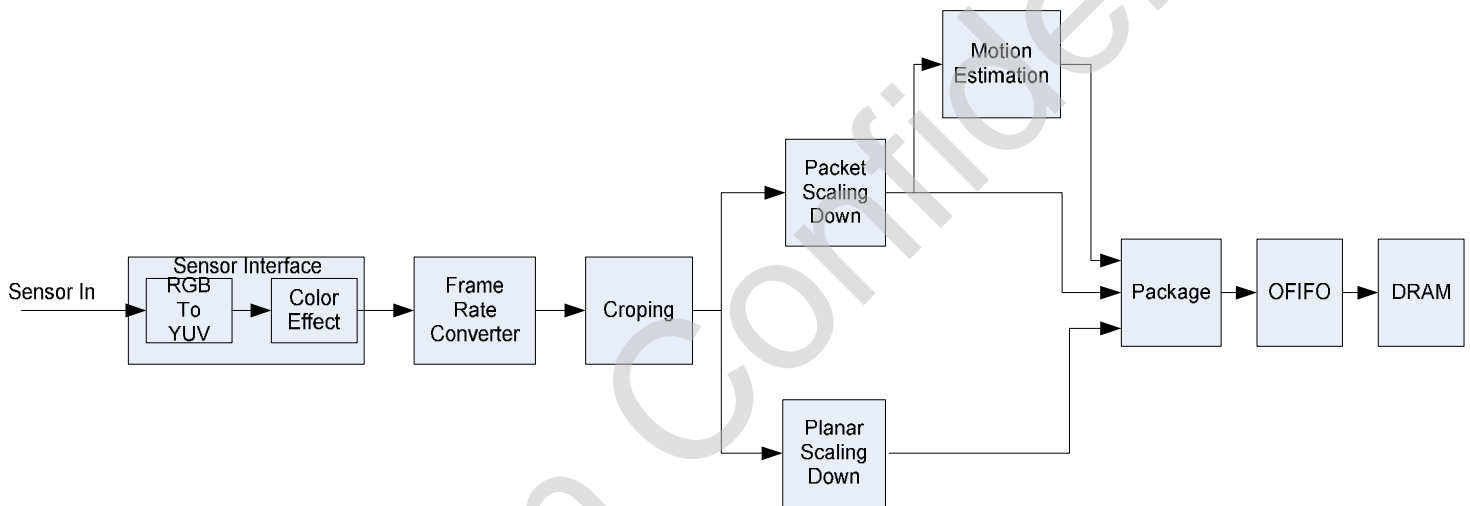 Motion
Estimation
Packet
Scaling
Down
Sensor In
Sensor Interface
RGB
To
YUV
Color
Effect
Frame
Rate
Converter
Croping
Package
OFIFO
DRAM
Planar
Scaling
Down